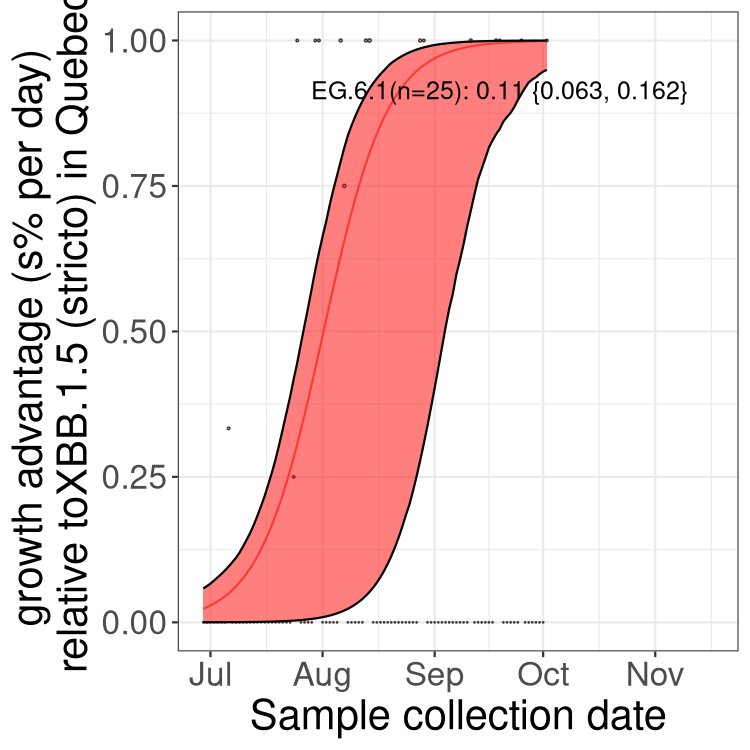 growth advantage (s% per day)
relative toXBB.1.5 (stricto) in Quebec
1.00
0.75
0.50
0.25
0.00
EG.6.1(n=25): 0.11 {0.063, 0.162}
Jul Aug Sep Oct Nov
Sample collection date